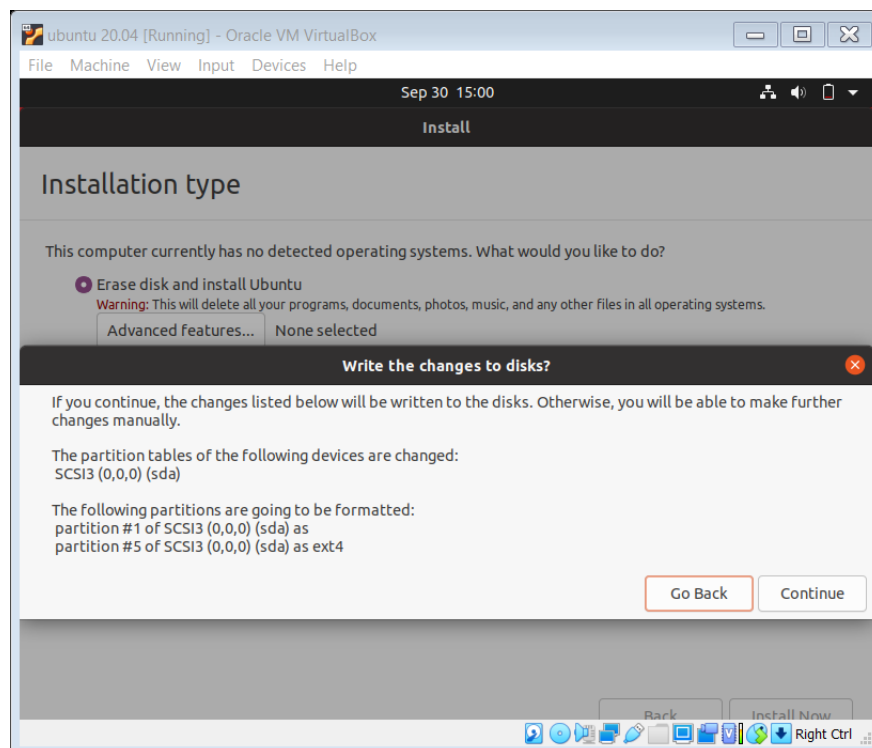 ubuntu 20.04 [Running] - Oracle VM VirtualBox
File Machine View Input Devices Help
Sep 30 15:00
Install
Installation type
This computer currently has no detected operating systems. What would you like to do?
Erase disk and install Ubuntu
Warning: This will delete all your programs, documents, photos, music, and any other files in all operating systems.
Advanced features... None selected
Write the changes to disks?
If you continue, the changes listed below will be written to the disks. Otherwise, you will be able to make further
changes manually.
The partition tables of the following devices are changed:
SCSI3 (0,0,0) (sda)
The following partitions are going to be formatted:
partition #1 of SCSI3 (0,0,0) (sda) as
partition #5 of SCSI3 (0,0,0) (sda) as ext4
Go Back Continue
Back Install Now
Right Ctrl